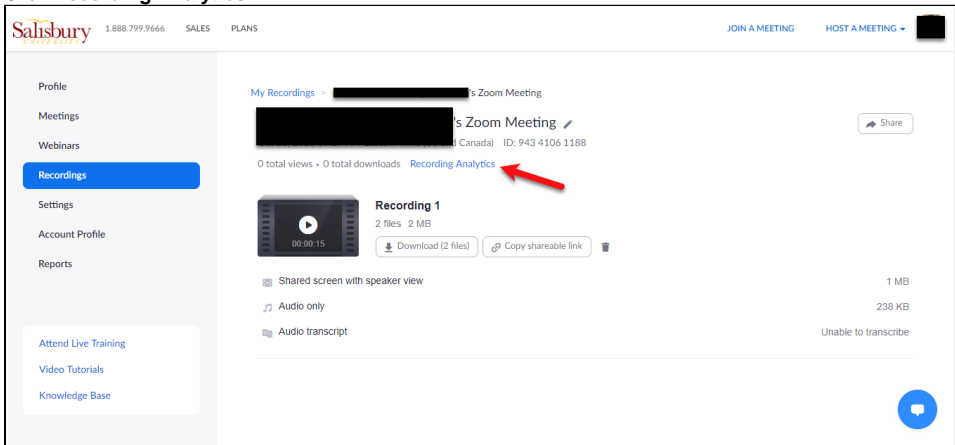 Salisbury 1.888.799.9666 SALES PLANS JOIN A MEETING HOST A MEETING
UNIVERSITY
Profile
Meetings
Webinars
Recordings
Settings
Account Profile
Reports
Attend Live Training
Video Tutorials
Knowledge Base
My Recordings > 's Zoom Meeting
's Zoom Meeting
Share
Canada) ID: 943 4106 1188
0 total views • 0 total downloads Recording Analytics
Recording 1
2 files 2 MB
00:00:15
Download (2 files) Copy shareable link
Shared screen with speaker view 1 MB
Audio only 238 KB
Audio transcript Unable to transcribe